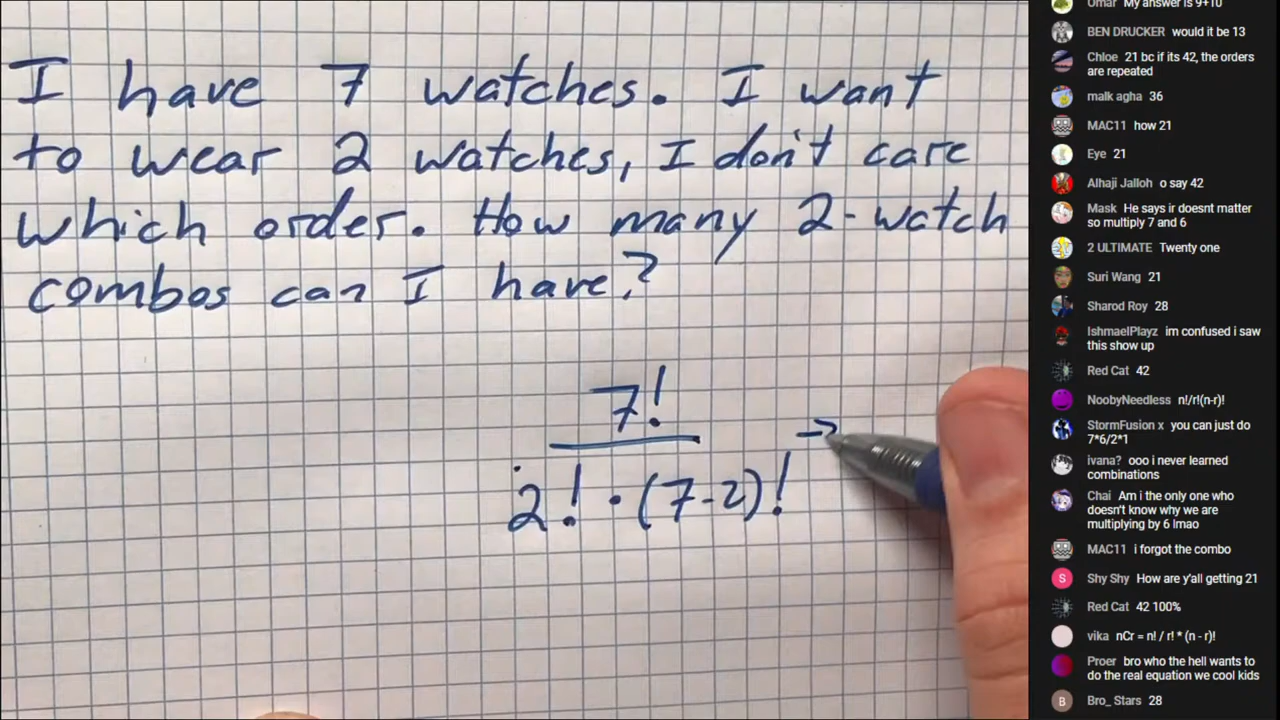 I have 7 watches. I want
to wear 2 watches, I don't care
which order. How many 2-watch
combos can I have?
7!
2! · (7-2)! →
Omar My answer is 9+10
BEN DRUCKER would it be 13
Chloe 21 bc if its 42, the orders
are repeated
malk agha 36
MAC11 how 21
Eye 21
Alhaji Jalloh o say 42
Mask He says ir doesnt matter
so multiply 7 and 6
2 ULTIMATE Twenty one
Suri Wang 21
Sharod Roy 28
IshmaelPlayz im confused i saw
this show up
Red Cat 42
NoobyNeedless n!/r!(n-r)!
StormFusion x you can just do
7*6/2*1
ivana? ooo i never learned
combinations
Chai Am i the only one who
doesn't know why we are
multiplying by 6 lmao
MAC11 i forgot the combo
S Shy Shy How are y'all getting 21
Red Cat 42 100%
vika nCr = n! / r! * (n - r)!
Proer bro who the hell wants to
do the real equation we cool kids
B Bro_ Stars 28